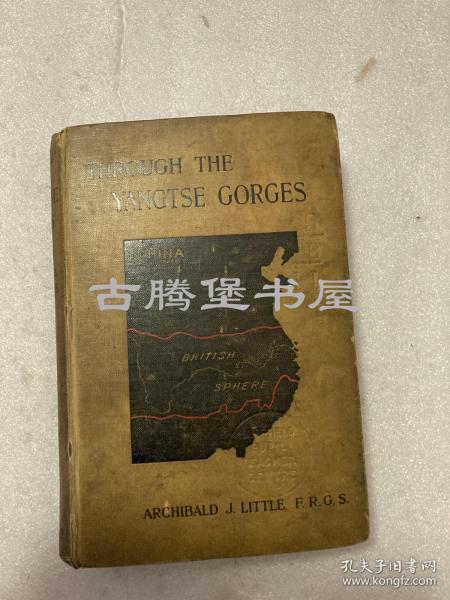 THROUGH THE
YANGTSE GORGES
CHINA
古腾堡书屋
BRITISH
SPHERE
ARCHIBALD J. LITTLE F.R.G.S.
孔夫子旧书网
www.kongfz.com